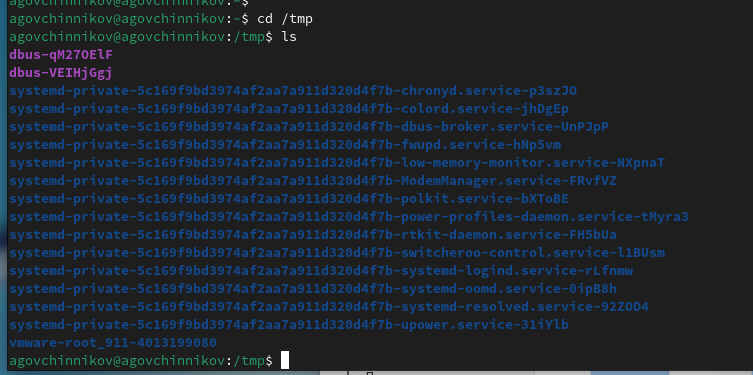 agovchinnikov@agovchinnikov:~$
agovchinnikov@agovchinnikov:~$ cd /tmp
agovchinnikov@agovchinnikov:/tmp$ ls
dbus-qM27OElF
dbus-VEIHjGgj
systemd-private-5c169f9bd3974af2aa7a911d320d4f7b-chronyd.service-p3szJO
systemd-private-5c169f9bd3974af2aa7a911d320d4f7b-colord.service-jhDgEp
systemd-private-5c169f9bd3974af2aa7a911d320d4f7b-dbus-broker.service-UnPJpP
systemd-private-5c169f9bd3974af2aa7a911d320d4f7b-fwupd.service-hNp5vm
systemd-private-5c169f9bd3974af2aa7a911d320d4f7b-low-memory-monitor.service-NXpnaT
systemd-private-5c169f9bd3974af2aa7a911d320d4f7b-ModemManager.service-FRvfVZ
systemd-private-5c169f9bd3974af2aa7a911d320d4f7b-polkit.service-bXToBE
systemd-private-5c169f9bd3974af2aa7a911d320d4f7b-power-profiles-daemon.service-tMyra3
systemd-private-5c169f9bd3974af2aa7a911d320d4f7b-rtkit-daemon.service-FH5bUa
systemd-private-5c169f9bd3974af2aa7a911d320d4f7b-switcheroo-control.service-l1BUsm
systemd-private-5c169f9bd3974af2aa7a911d320d4f7b-systemd-logind.service-rLfnmw
systemd-private-5c169f9bd3974af2aa7a911d320d4f7b-systemd-oomd.service-0ipB8h
systemd-private-5c169f9bd3974af2aa7a911d320d4f7b-systemd-resolved.service-92ZOD4
systemd-private-5c169f9bd3974af2aa7a911d320d4f7b-upower.service-31iYlb
vmware-root_911-4013199080
agovchinnikov@agovchinnikov:/tmp$